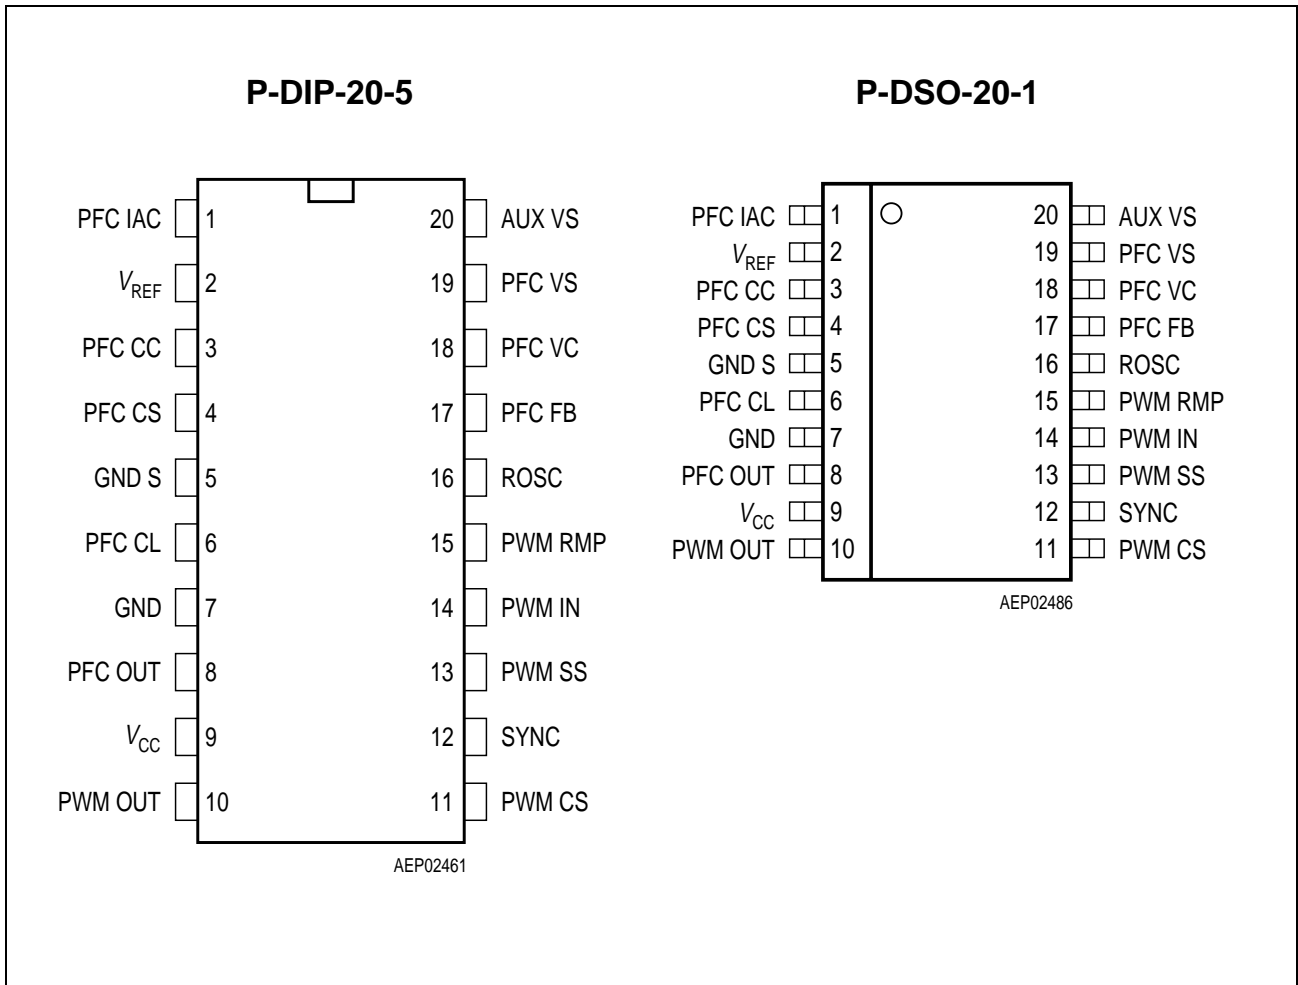 P-DIP-20-5
PFC IAC 1 20 AUX VS
VREF 2 19 PFC VS
PFC CC 3 18 PFC VC
PFC CS 4 17 PFC FB
GND S 5 16 ROSC
PFC CL 6 15 PWM RMP
GND 7 14 PWM IN
PFC OUT 8 13 PWM SS
VCC 9 12 SYNC
PWM OUT 10 11 PWM CS
AEP02461
P-DSO-20-1
PFC IAC 1 20 AUX VS
VREF 2 19 PFC VS
PFC CC 3 18 PFC VC
PFC CS 4 17 PFC FB
GND S 5 16 ROSC
PFC CL 6 15 PWM RMP
GND 7 14 PWM IN
PFC OUT 8 13 PWM SS
VCC 9 12 SYNC
PWM OUT 10 11 PWM CS
AEP02486